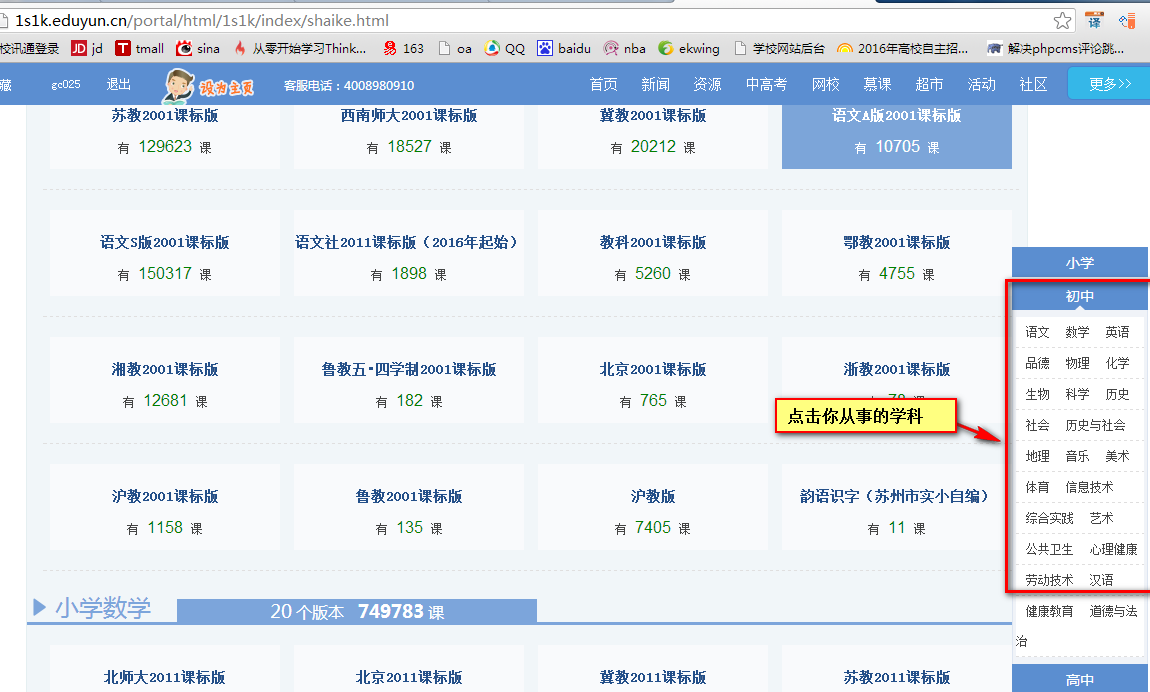 1s1k.eduyun.cn/portal/html/1s1k/index/shaike.html
译
校讯通登录 JD jd T tmall sina 从零开始学习Think... 163 oa QQ baidu nba ekwing 学校网站后台 2016年高校自主招... 解决phpcms评论跳...
藏 gc025 退出 设为主页 客服电话：4008980910 首页 新闻 资源 中高考 网校 慕课 超市 活动 社区 更多>>
苏教2001课标版 西南师大2001课标版 冀教2001课标版 语文A版2001课标版
有 129623 课 有 18527 课 有 20212 课 有 10705 课
语文S版2001课标版 语文社2011课标版（2016年起始） 教科2001课标版 鄂教2001课标版
有 150317 课 有 1898 课 有 5260 课 有 4755 课
湘教2001课标版 鲁教五·四学制2001课标版 北京2001课标版 浙教2001课标版
有 12681 课 有 182 课 有 765 课
点击你从事的学科
沪教2001课标版 鲁教2001课标版 沪教版 韵语识字（苏州市实小自编）
有 1158 课 有 135 课 有 7405 课 有 11 课
小学数学 20 个版本 749783 课
北师大2011课标版 北京2011课标版 冀教2011课标版 苏教2011课标版
小学
初中
语文 数学 英语
品德 物理 化学
生物 科学 历史
社会 历史与社会
地理 音乐 美术
体育 信息技术
综合实践 艺术
公共卫生 心理健康
劳动技术 汉语
健康教育 道德与法
治
高中